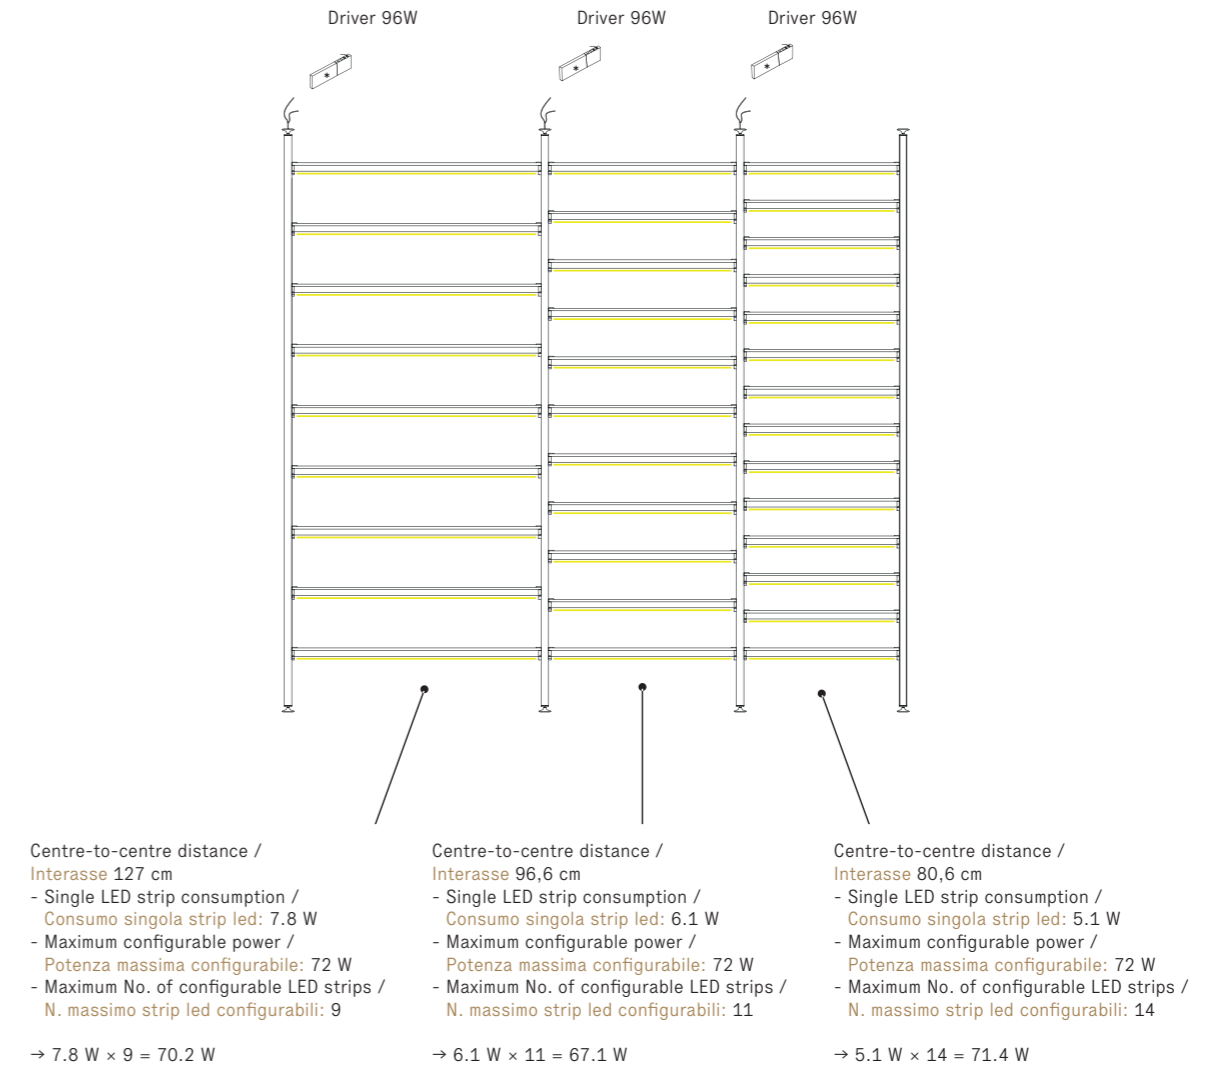 Driver 96W
Driver 96W
Driver 96W
*
*
*
Centre-to-centre distance /
Interasse 127 cm
- Single LED strip consumption /
Consumo singola strip led: 7.8 W
- Maximum configurable power /
Potenza massima configurabile: 72 W
- Maximum No. of configurable LED strips /
N. massimo strip led configurabili: 9
→ 7.8 W × 9 = 70.2 W
Centre-to-centre distance /
Interasse 96,6 cm
- Single LED strip consumption /
Consumo singola strip led: 6.1 W
- Maximum configurable power /
Potenza massima configurabile: 72 W
- Maximum No. of configurable LED strips /
N. massimo strip led configurabili: 11
→ 6.1 W × 11 = 67.1 W
Centre-to-centre distance /
Interasse 80,6 cm
- Single LED strip consumption /
Consumo singola strip led: 5.1 W
- Maximum configurable power /
Potenza massima configurabile: 72 W
- Maximum No. of configurable LED strips /
N. massimo strip led configurabili: 14
→ 5.1 W × 14 = 71.4 W